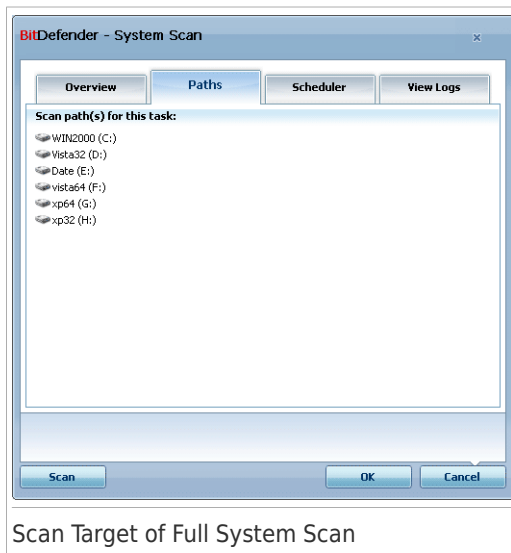 BitDefender - System Scan
x
Overview Paths Scheduler View Logs
Scan path(s) for this task:
WIN2000 (C:)
Vista32 (D:)
Date (E:)
vista64 (F:)
xp64 (G:)
xp32 (H:)
Scan OK Cancel
Scan Target of Full System Scan